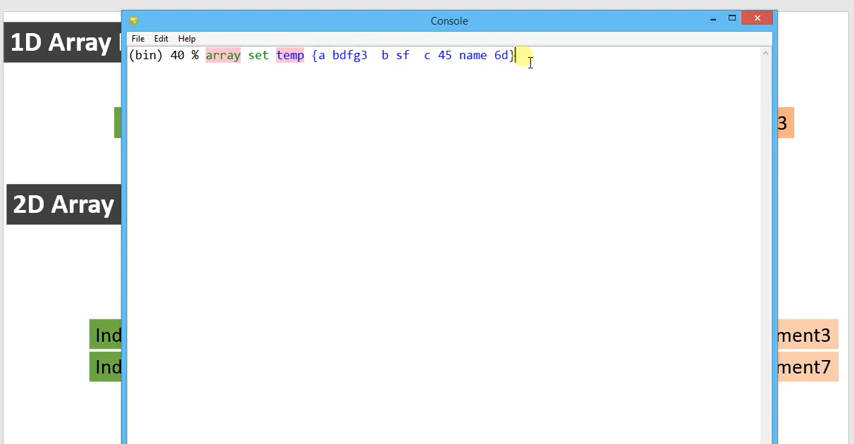 Console
File Edit Help
(bin) 40 % array set temp {a bdfg3  b sf  c 45 name 6d}
1D Array
3
2D Array
Ind
ment3
Ind
ment7